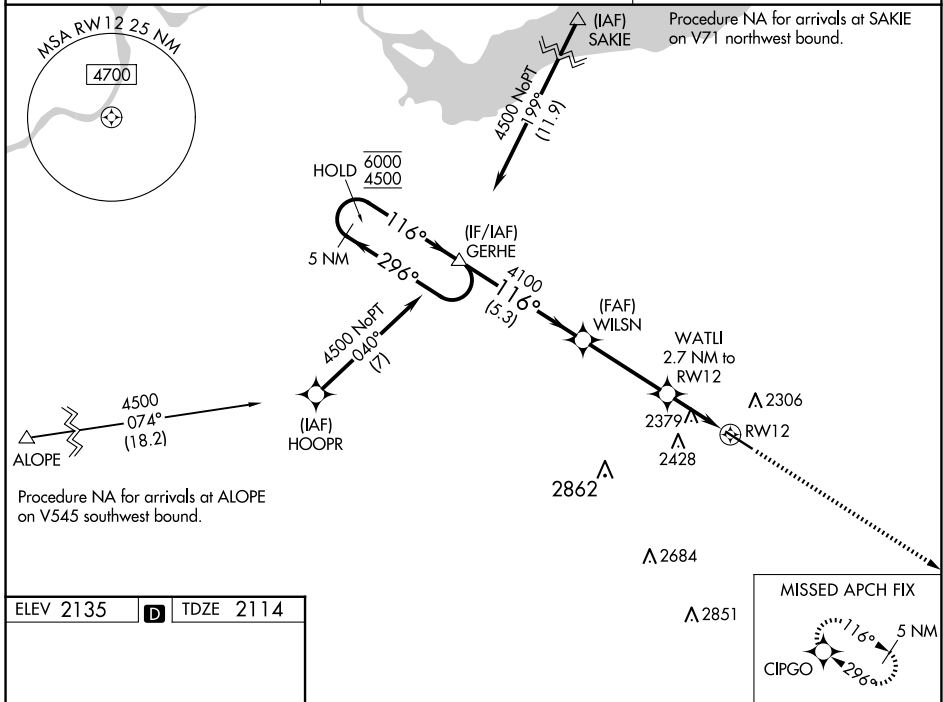 MSA RW12 25 NM
4700
(IAF)
SAKIE
Procedure NA for arrivals at SAKIE
on V71 northwest bound.
4500 NoPT
199°
(11.9)
HOLD
6000
4500
116°
296°
5 NM
(IF/IAF)
GERHE
4100
116°
(5.3)
(FAF)
WILSN
WATLI
2.7 NM to
RW12
4500 NoPT
040°
(7)
(IAF)
HOOPR
4500
074°
(18.2)
ALOPE
2306
2379
RW12
2428
2862
Procedure NA for arrivals at ALOPE
on V545 southwest bound.
2684
2851
ELEV 2135 D TDZE 2114
MISSED APCH FIX
116°
5 NM
CIPGO
296°